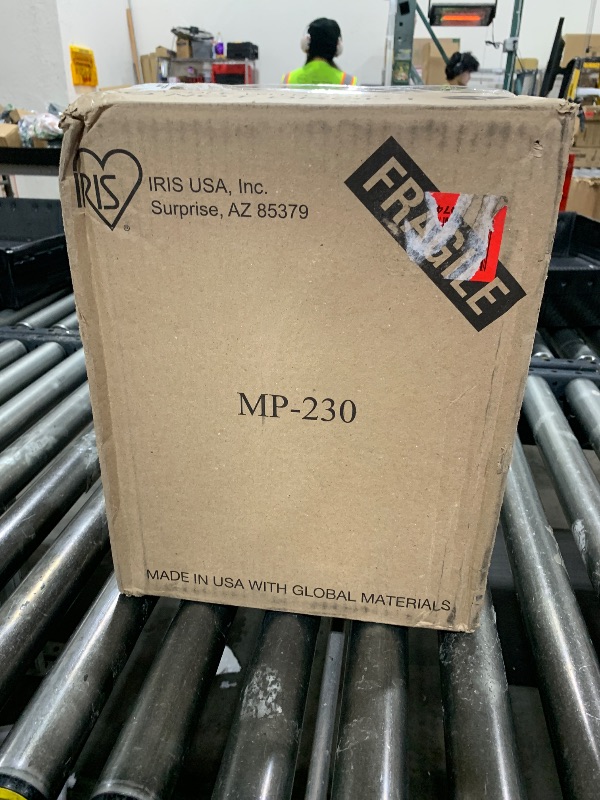 IRIS
®
IRIS USA, Inc.
Surprise, AZ 85379
FRAGILE
MP-230
MADE IN USA WITH GLOBAL MATERIALS